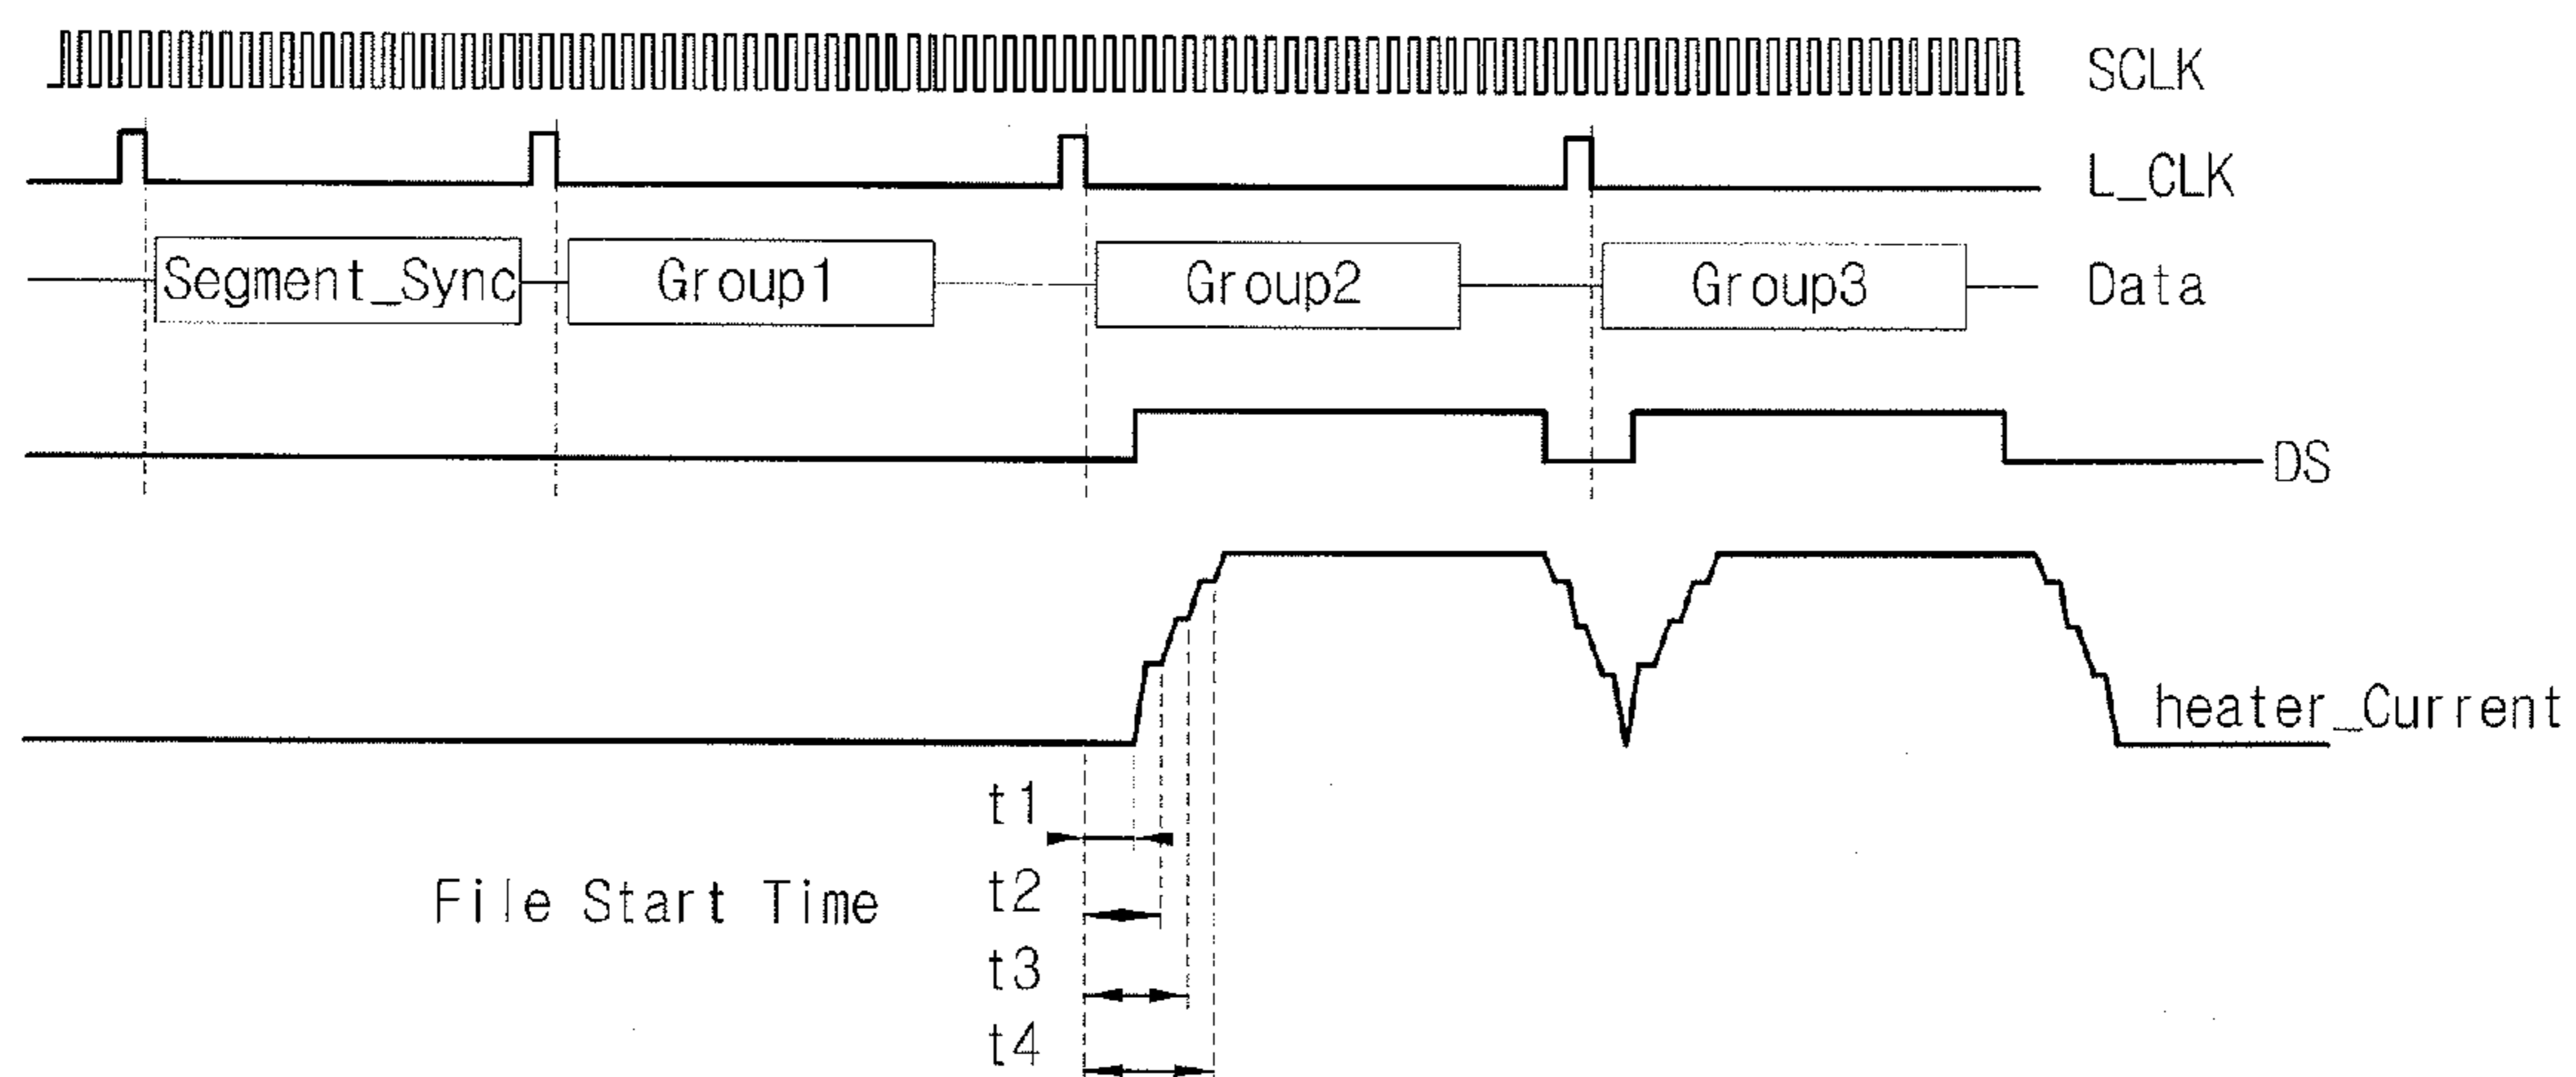 SCLK
L_CLK
Segment_Sync Group1 Group2 Group3 Data
DS
heater_Current
t1
File Start Time
t2
t3
t4